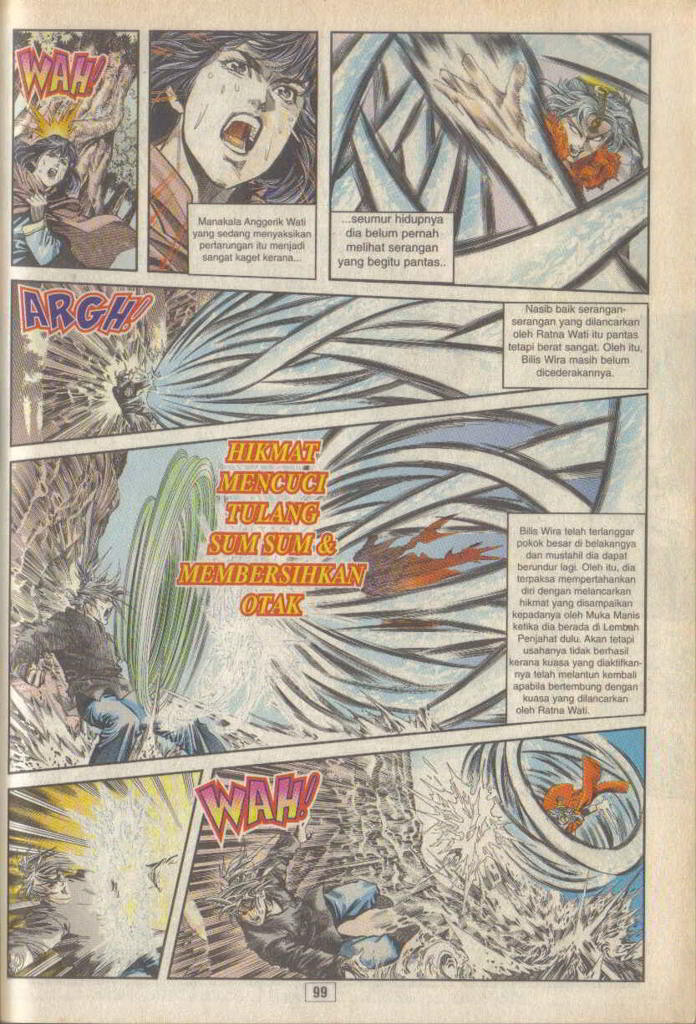 WAH!
Manakala Anggerik Wati
yang sedang menyaksikan
pertarungan itu menjadi
sangat kaget kerana...
...seumur hidupnya
dia belum pernah
melihat serangan
yang begitu pantas..
ARGH!
Nasib baik serangan-
serangan yang dilancarkan
oleh Ratna Wati itu pantas
tetapi berat sangat. Oleh itu,
Bilis Wira masih belum
dicederakannya.
HIKMAT
MENCUCI
TULANG
SUM SUM &
MEMBERSIHKAN
OTAK
Bilis Wira telah terlanggar
pokok besar di belakangya
dan mustahil dia dapat
berundur lagi. Oleh itu, dia
terpaksa mempertahankan
diri dengan melancarkan
hikmat yang disampaikan
kepadanya oleh Muka Manis
ketika dia berada di Lembah
Penjahat dulu. Akan tetapi
usahanya tidak berhasil
kerana kuasa yang diaktifkan-
nya telah melantun kembali
apabila bertembung dengan
kuasa yang dilancarkan
oleh Ratna Wati.
WAH!
99